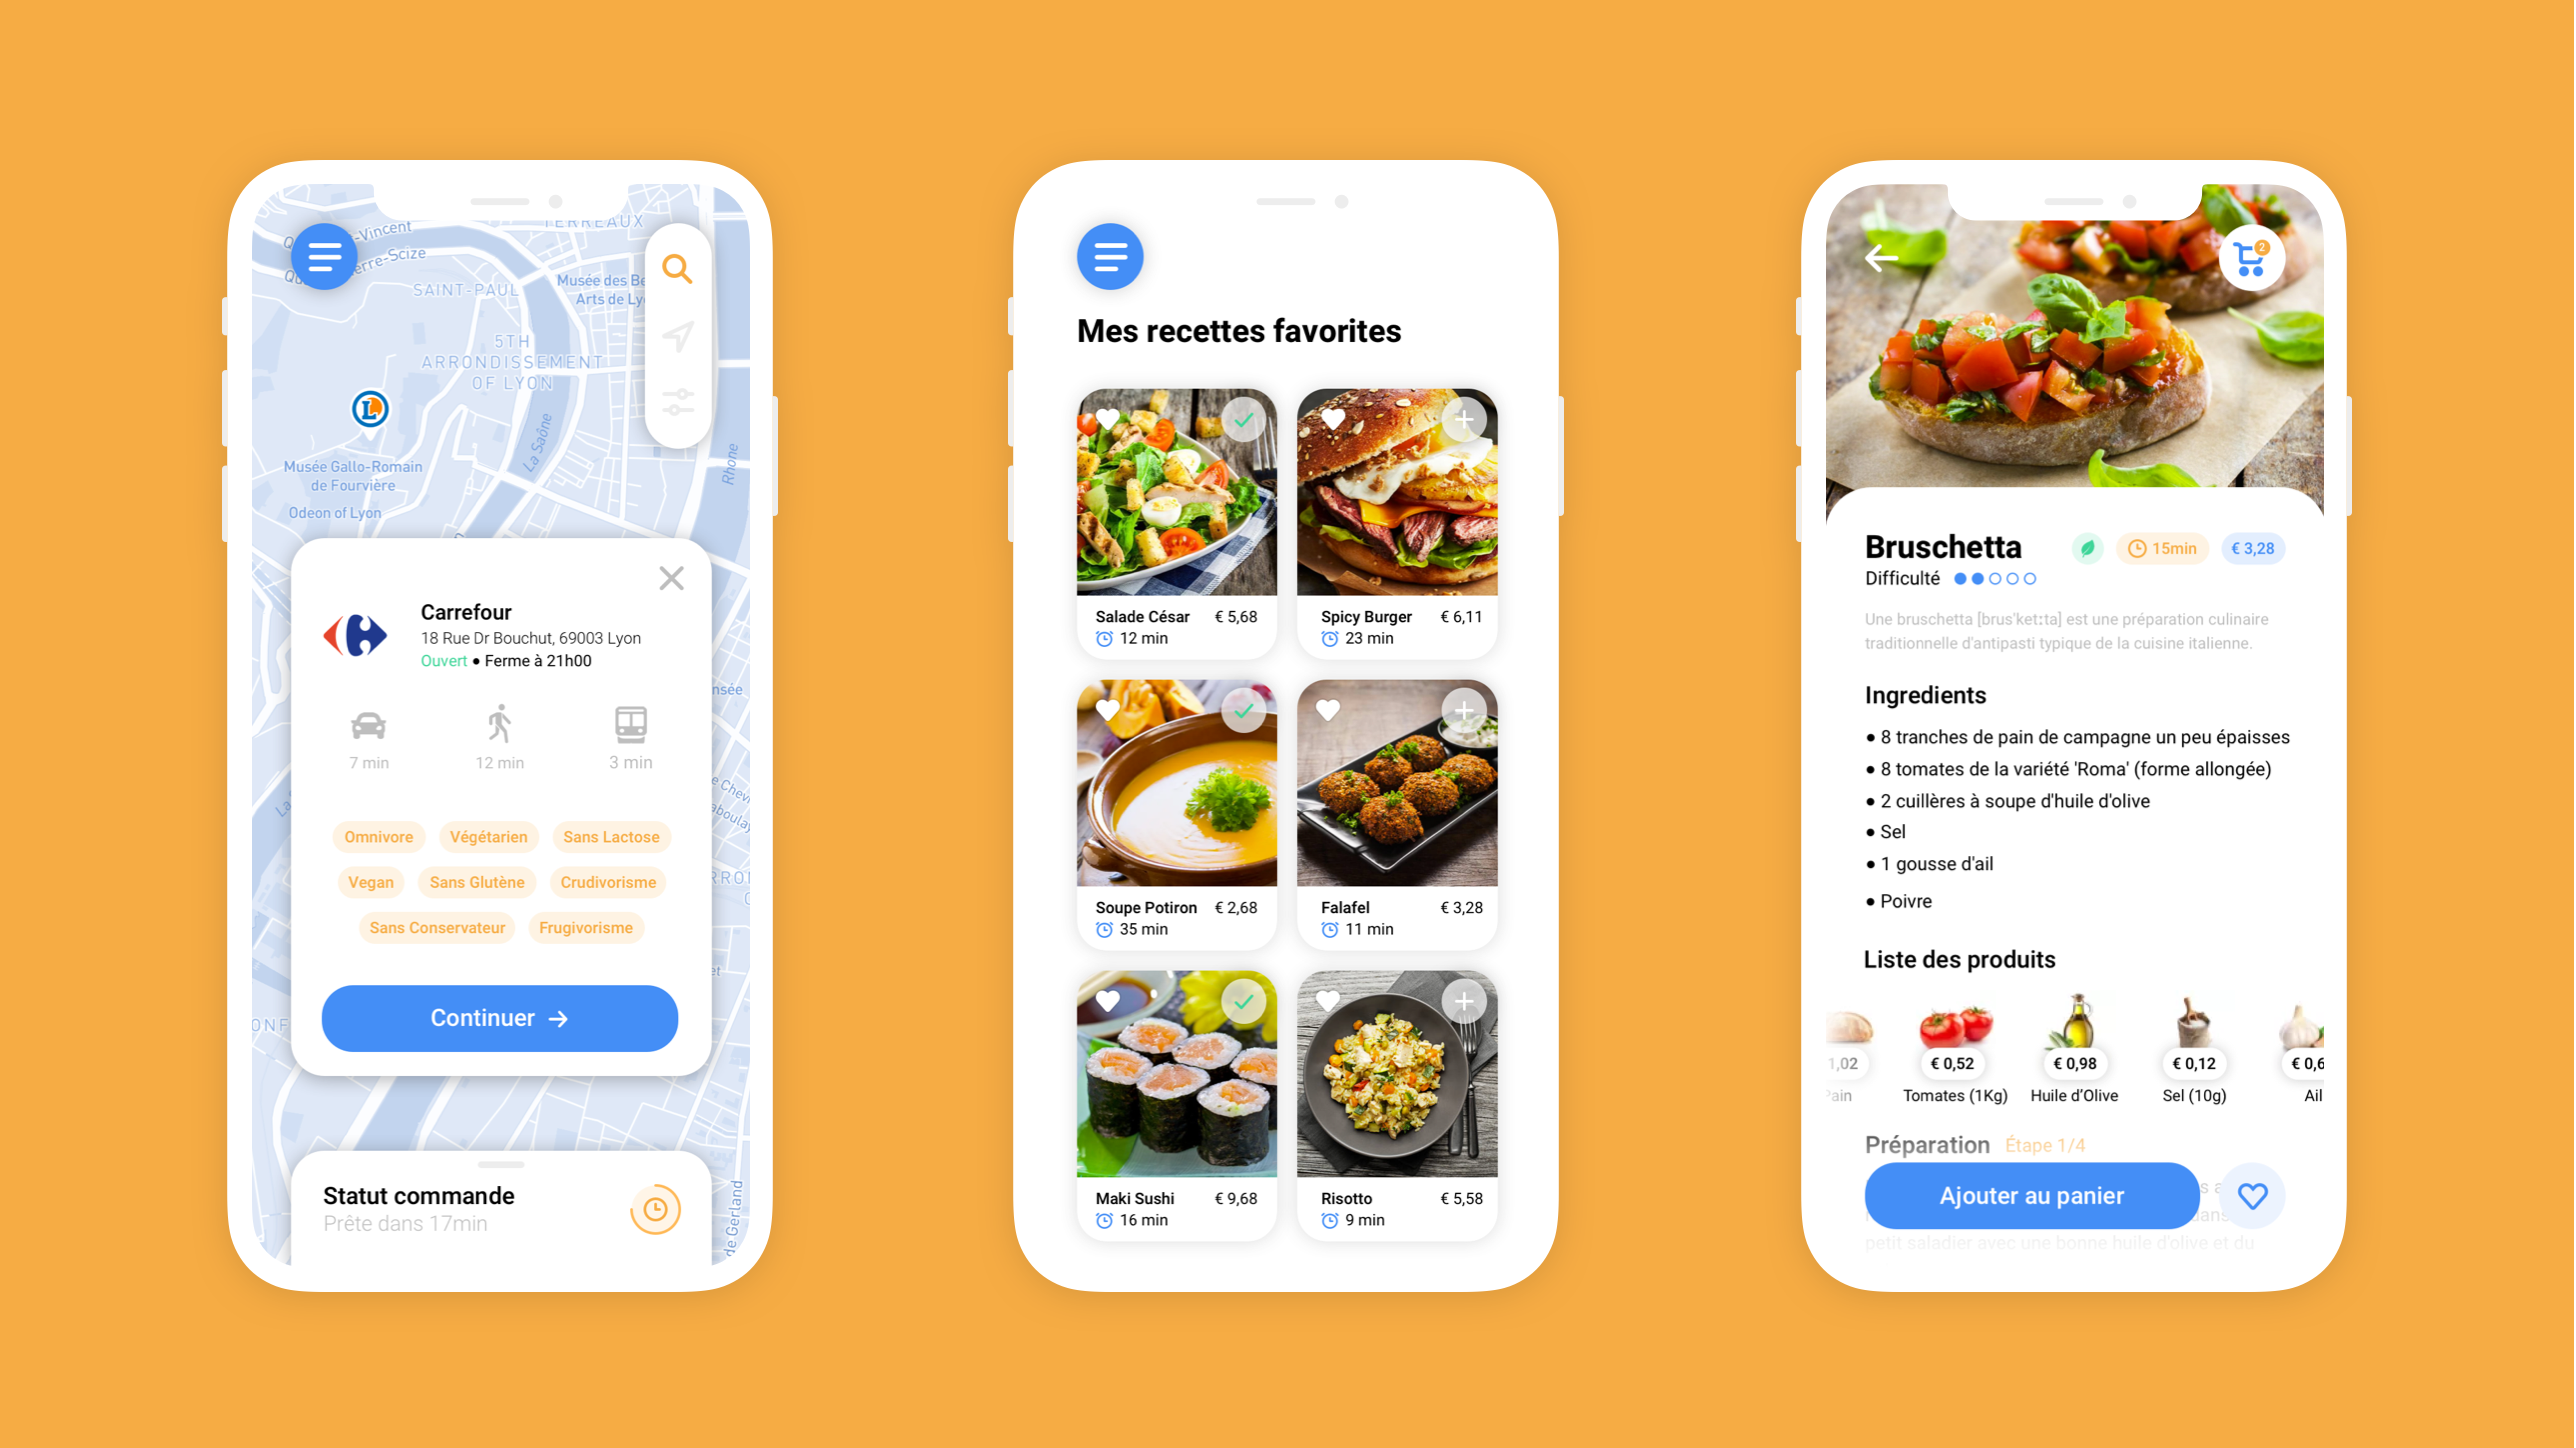 TERREAUX
-Vincent
erre-Scize
SAINT-PAUL
Musée des Be
Arts de Ly
5TH
ARRONDISSEMENT
OF LYON
L
La Saône
Rhone
Musée Gallo-Romain
de Fourvière
Odeon of Lyon
Carrefour
18 Rue Dr Bouchut, 69003 Lyon
Ouvert ● Ferme à 21h00
7 min
12 min
3 min
Omnivore
Végétarien
Sans Lactose
Vegan
Sans Glutène
Crudivorisme
Sans Conservateur
Frugivorisme
Continuer →
de Gerland
Statut commande
Prête dans 17min
Mes recettes favorites
Salade César € 5,68
12 min
Spicy Burger € 6,11
23 min
Soupe Potiron € 2,68
35 min
Falafel € 3,28
11 min
Maki Sushi € 9,68
16 min
Risotto € 5,58
9 min
2
Bruschetta
15min
€ 3,28
Difficulté
Une bruschetta [brus'ketːta] est une préparation culinaire
traditionnelle d'antipasti typique de la cuisine italienne.
Ingredients
● 8 tranches de pain de campagne un peu épaisses
● 8 tomates de la variété 'Roma' (forme allongée)
● 2 cuillères à soupe d'huile d'olive
● Sel
● 1 gousse d'ail
● Poivre
Liste des produits
1,02
€ 0,52
€ 0,98
€ 0,12
€ 0,6
Pain
Tomates (1Kg)
Huile d'Olive
Sel (10g)
Ail
Préparation Étape 1/4
Ajouter au panier
dans
petit saladier avec une bonne huile d'olive et du